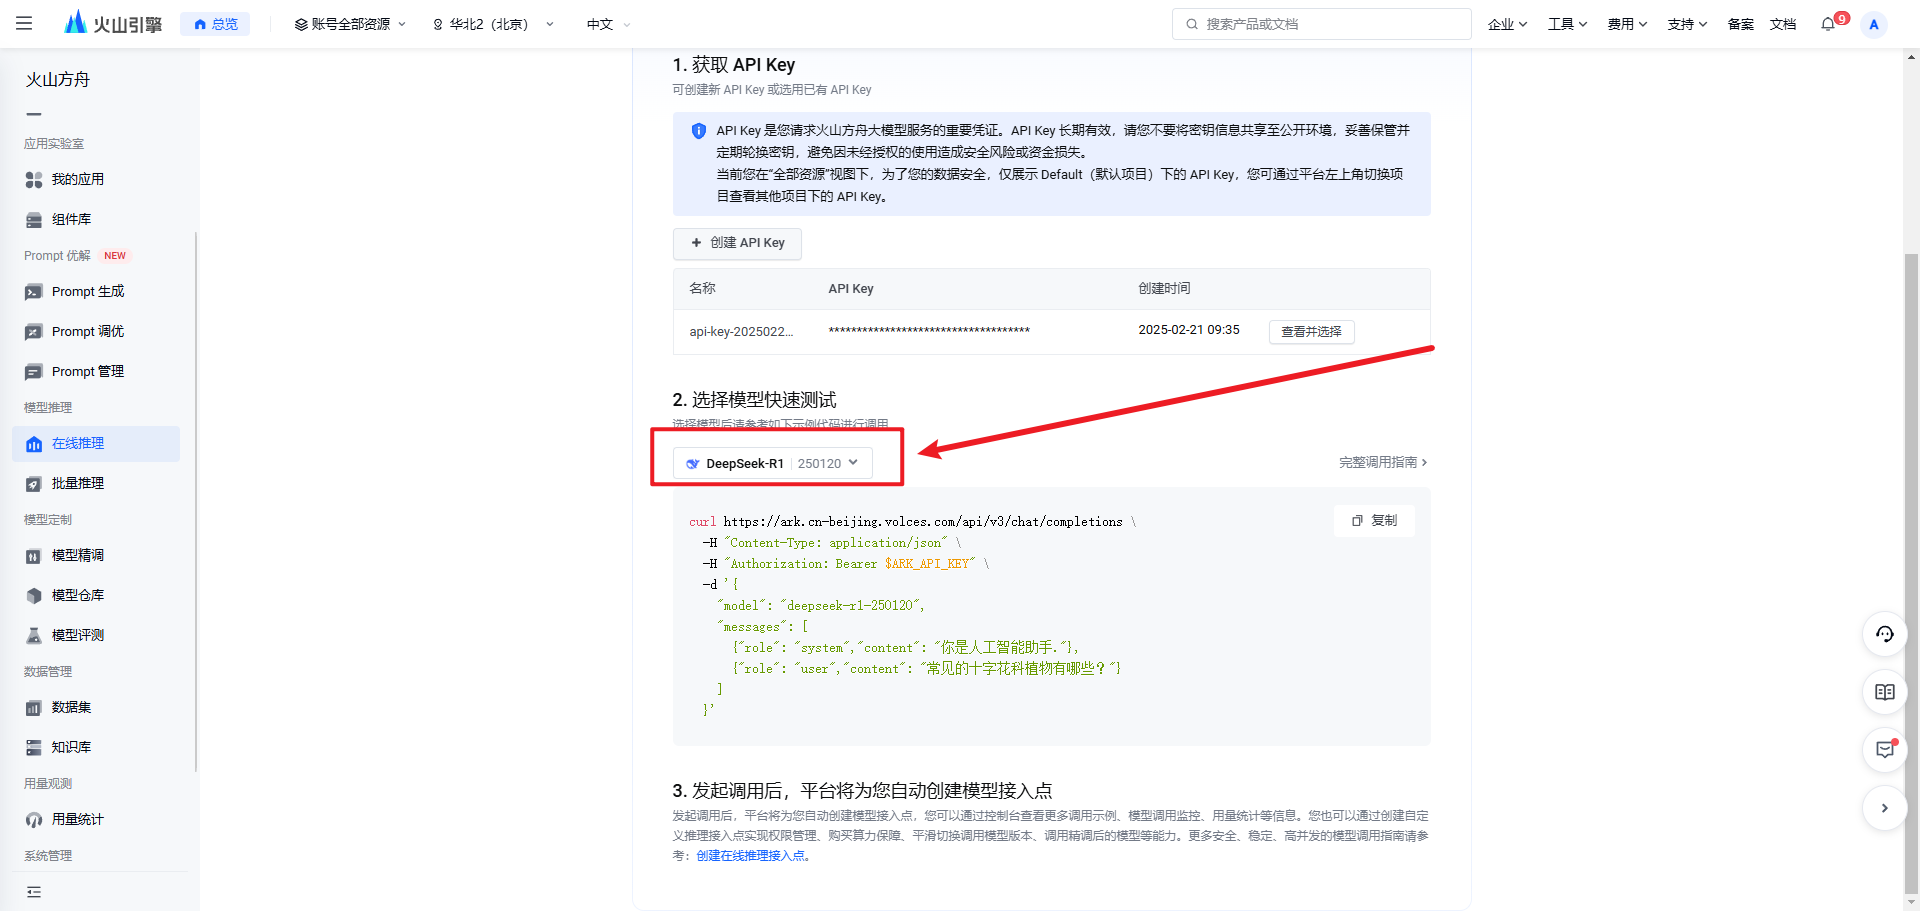 火山引擎
总览
账号全部资源
华北2（北京）
中文
搜索产品或文档
企业
工具
费用
支持
备案
文档
9
A
火山方舟
应用实验室
我的应用
组件库
Prompt 优解 NEW
Prompt 生成
Prompt 调优
Prompt 管理
模型推理
在线推理
批量推理
模型定制
模型精调
模型仓库
模型评测
数据管理
数据集
知识库
用量观测
用量统计
系统管理
1. 获取 API Key
可创建新 API Key 或选用已有 API Key
API Key 是您请求火山方舟大模型服务的重要凭证。API Key 长期有效，请您不要将密钥信息共享至公开环境，妥善保管并
定期轮换密钥，避免因未经授权的使用造成安全风险或资金损失。
当前您在“全部资源”视图下，为了您的数据安全，仅展示 Default（默认项目）下的 API Key，您可通过平台左上角切换项
目查看其他项目下的 API Key。
+ 创建 API Key
名称 API Key 创建时间
api-key-2025022... ************************************ 2025-02-21 09:35 查看并选择
2. 选择模型快速测试
选择模型后请参考如下示例代码进行调用
DeepSeek-R1 | 250120
完整调用指南
复制
curl https://ark.cn-beijing.volces.com/api/v3/chat/completions \
-H "Content-Type: application/json" \
-H "Authorization: Bearer $ARK_API_KEY" \
-d '{
"model": "deepseek-r1-250120",
"messages": [
{"role": "system","content": "你是人工智能助手."},
{"role": "user","content": "常见的十字花科植物有哪些？"}
]
}'
3. 发起调用后，平台将为您自动创建模型接入点
发起调用后，平台将为您自动创建模型接入点，您可以通过控制台查看更多调用示例、模型调用监控、用量统计等信息。您也可以通过创建自定
义推理接入点实现权限管理、购买算力保障、平滑切换调用模型版本、调用精调后的模型等能力。更多安全、稳定、高并发的模型调用指南请参
考：创建在线推理接入点。